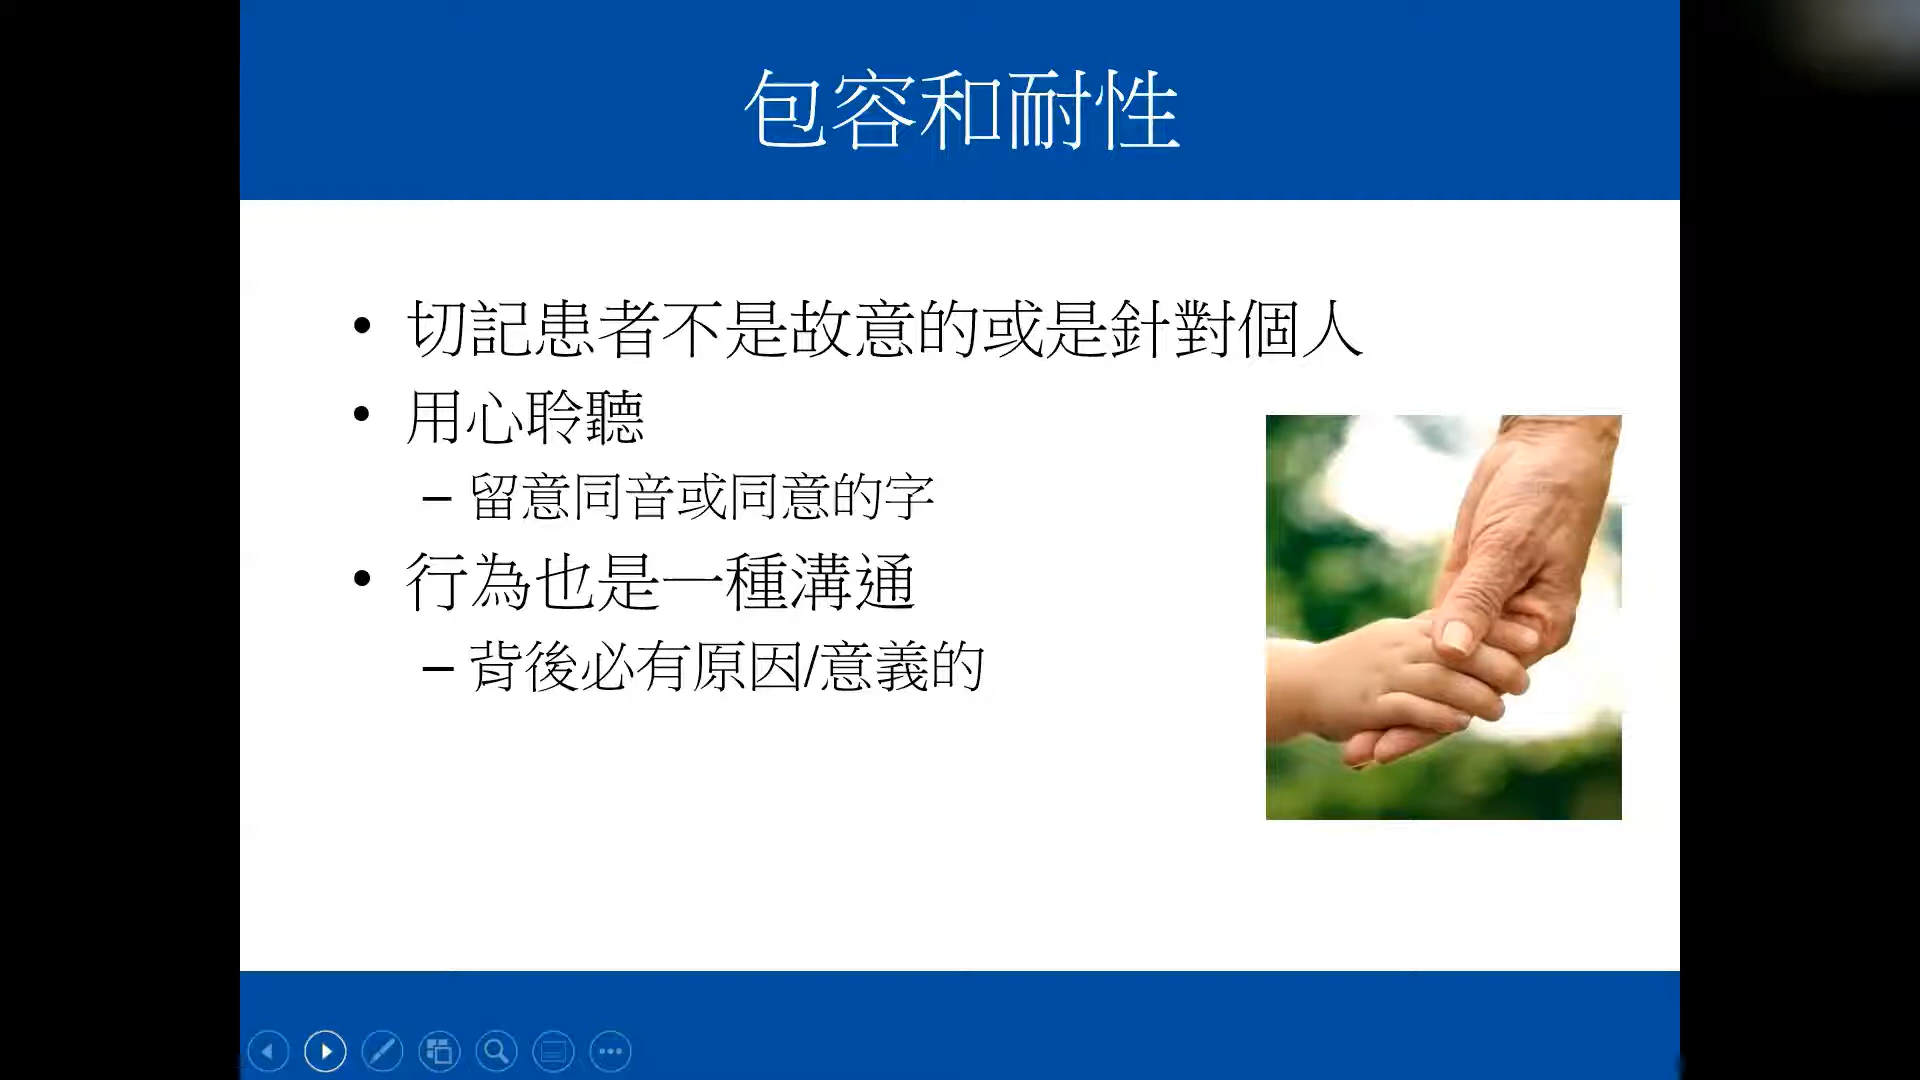 包容和耐性
• 切記患者不是故意的或是針對個人
• 用心聆聽
– 留意同音或同意的字
• 行為也是一種溝通
– 背後必有原因/意義的